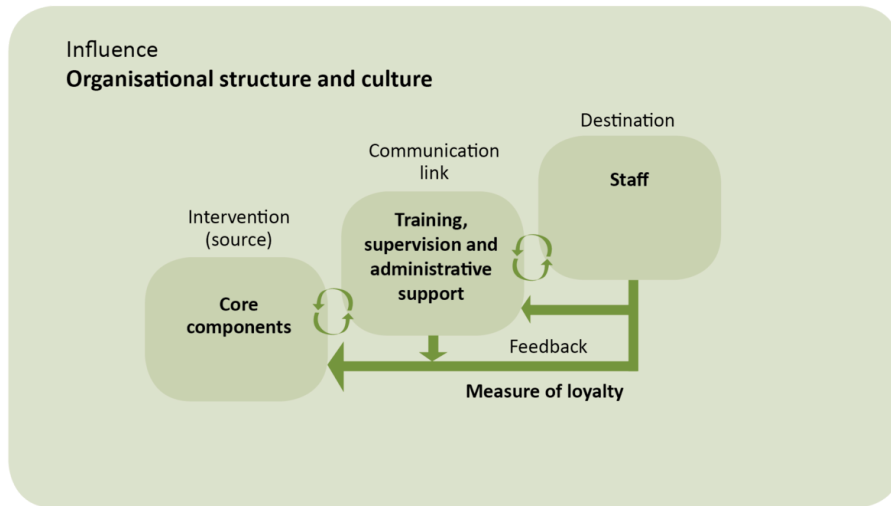 Influence
Organisational structure and culture
Destination
Staff
Communication
link
Training,
supervision and
administrative
support
Intervention
(source)
Core
components
Feedback
Measure of loyalty